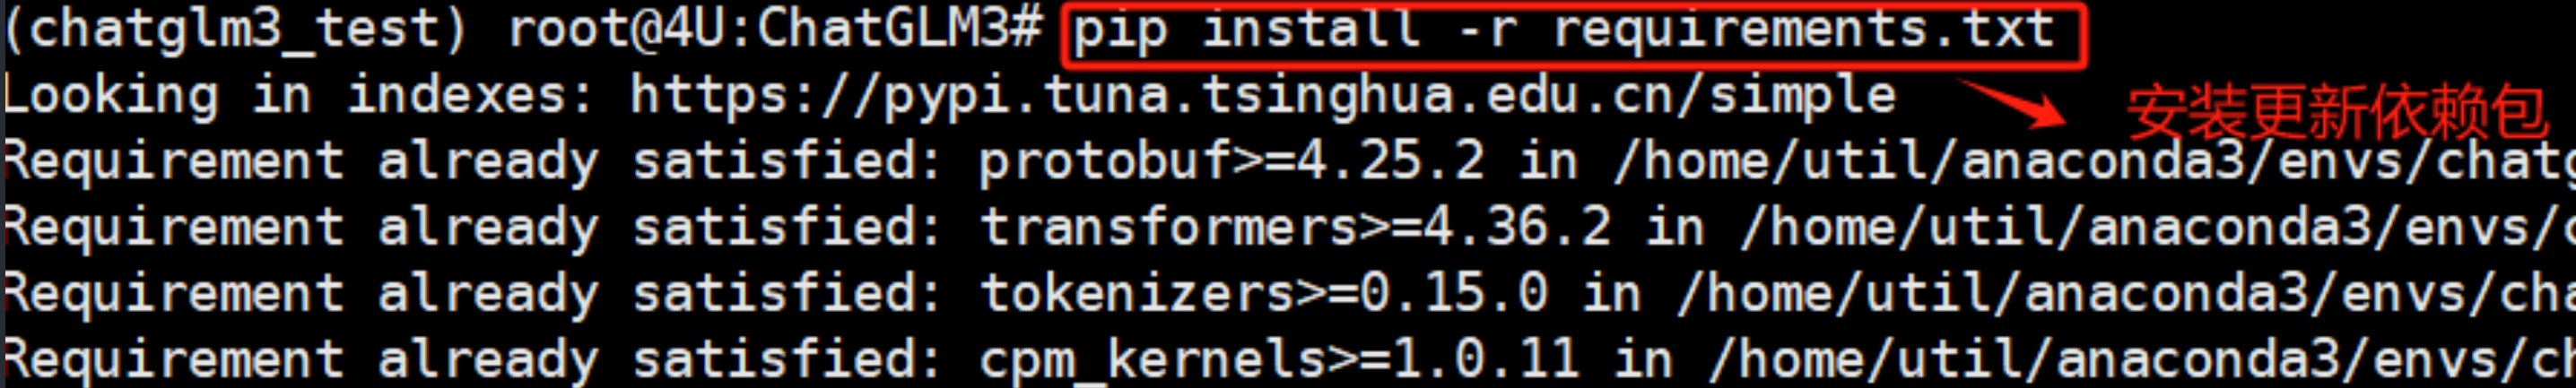 (chatglm3_test) root@4U:ChatGLM3# pip install -r requirements.txt
Looking in indexes: https://pypi.tuna.tsinghua.edu.cn/simple
安装更新依赖包
Requirement already satisfied: protobuf>=4.25.2 in /home/util/anaconda3/envs/chatg
Requirement already satisfied: transformers>=4.36.2 in /home/util/anaconda3/envs/c
Requirement already satisfied: tokenizers>=0.15.0 in /home/util/anaconda3/envs/cha
Requirement already satisfied: cpm_kernels>=1.0.11 in /home/util/anaconda3/envs/ch